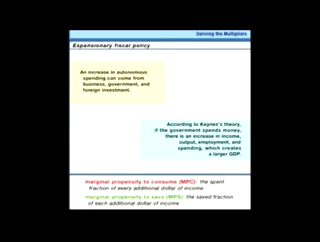 Deriving the Multipliers
Expansionary fiscal policy
An increase in autonomous
spending can come from
business, government, and
foreign investment.
According to Keynes's theory,
if the government spends money,
there is an increase in income,
output, employment, and
spending, which creates
a larger GDP.
marginal propensity to consume (MPC): the spent
fraction of every additional dollar of income
marginal propensity to save (MPS): the saved fraction
of each additional dollar of income